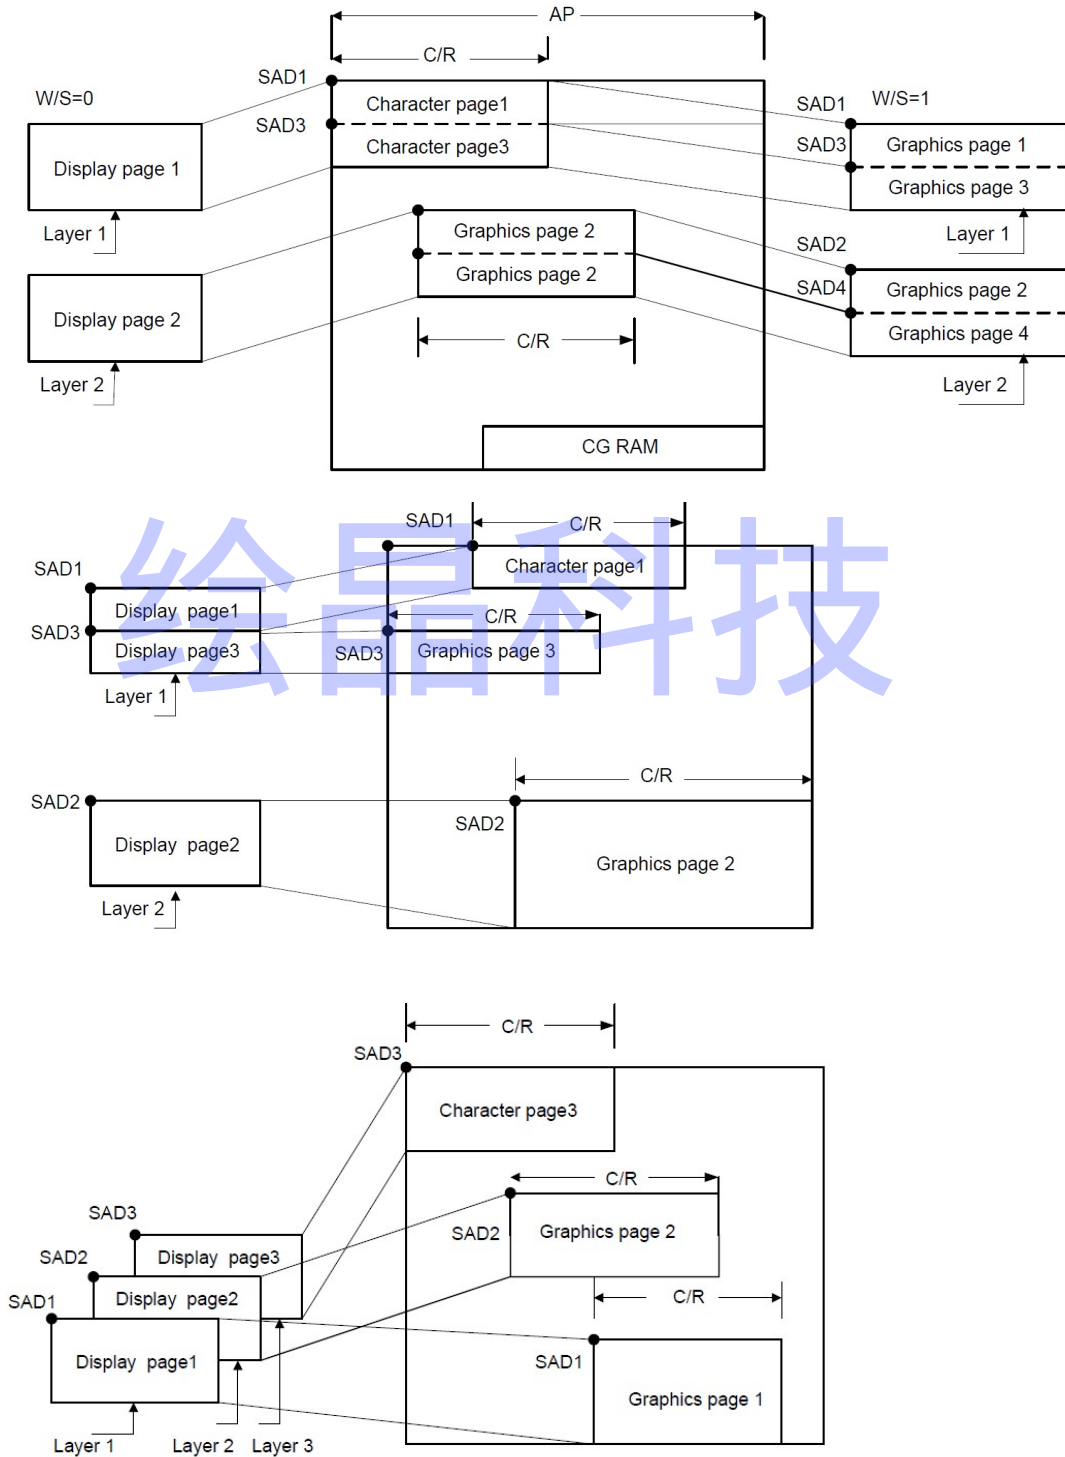 AP
C/R
SAD1
W/S=0
Character page1
SAD1
W/S=1
SAD3
Display page 1
Character page3
SAD3
Graphics page 1
Graphics page 3
Layer 1
Graphics page 2
Layer 1
SAD2
Graphics page 2
SAD4
Graphics page 2
Display page 2
C/R
Graphics page 4
Layer 2
Layer 2
CG RAM
绘晶科技
SAD1
C/R
SAD1
Character page1
Display page1
C/R
SAD3
Display page3
SAD3
Graphics page 3
Layer 1
C/R
SAD2
SAD2
Display page2
Graphics page 2
Layer 2
C/R
SAD3
Character page3
C/R
SAD3
SAD2
Graphics page 2
SAD2
Display page3
SAD1
Display page2
C/R
Display page1
SAD1
Graphics page 1
Layer 1
Layer 2
Layer 3